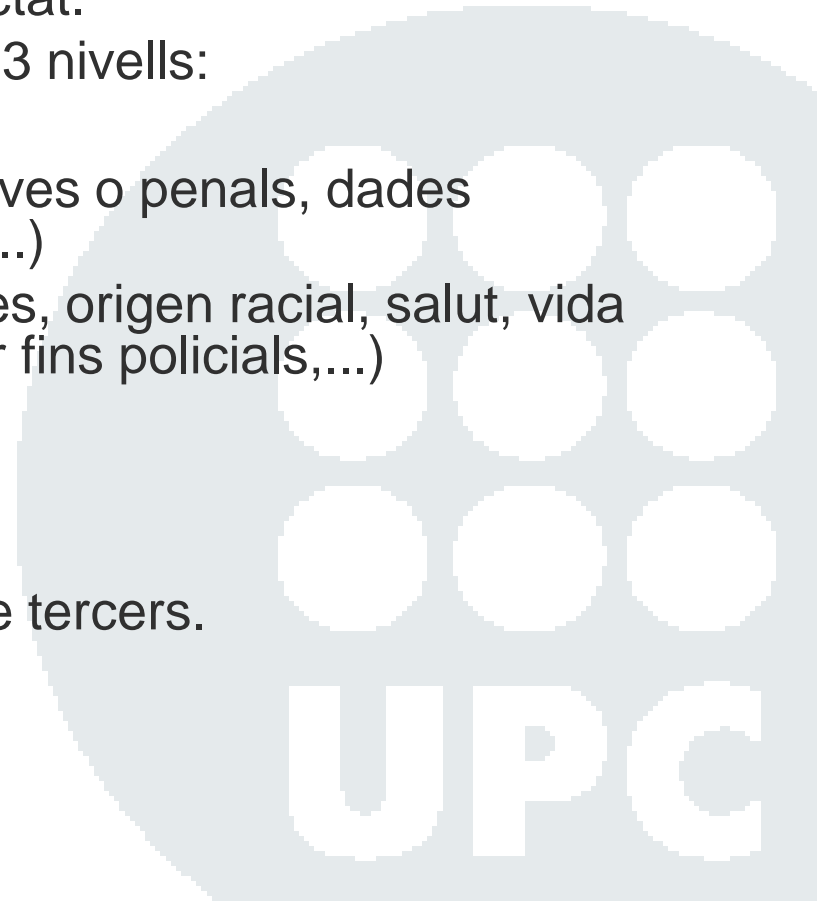 3 nivells:
ves o penals, dades
...)
es, origen racial, salut, vida
r fins policials,...)
e tercers.
UPC